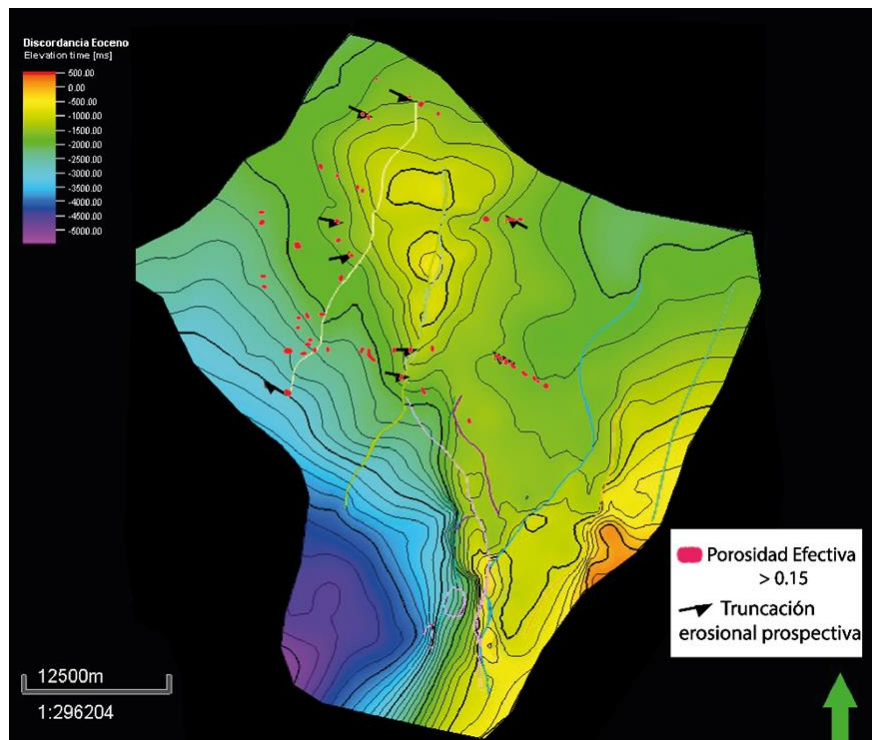 Discordancia Eoceno
Elevation time [ms]
500.00
0.00
-500.00
-1000.00
-1500.00
-2000.00
-2500.00
-3000.00
-3500.00
-4000.00
-4500.00
-5000.00
Porosidad Efectiva
> 0.15
Truncación
erosional prospectiva
12500m
1:296204